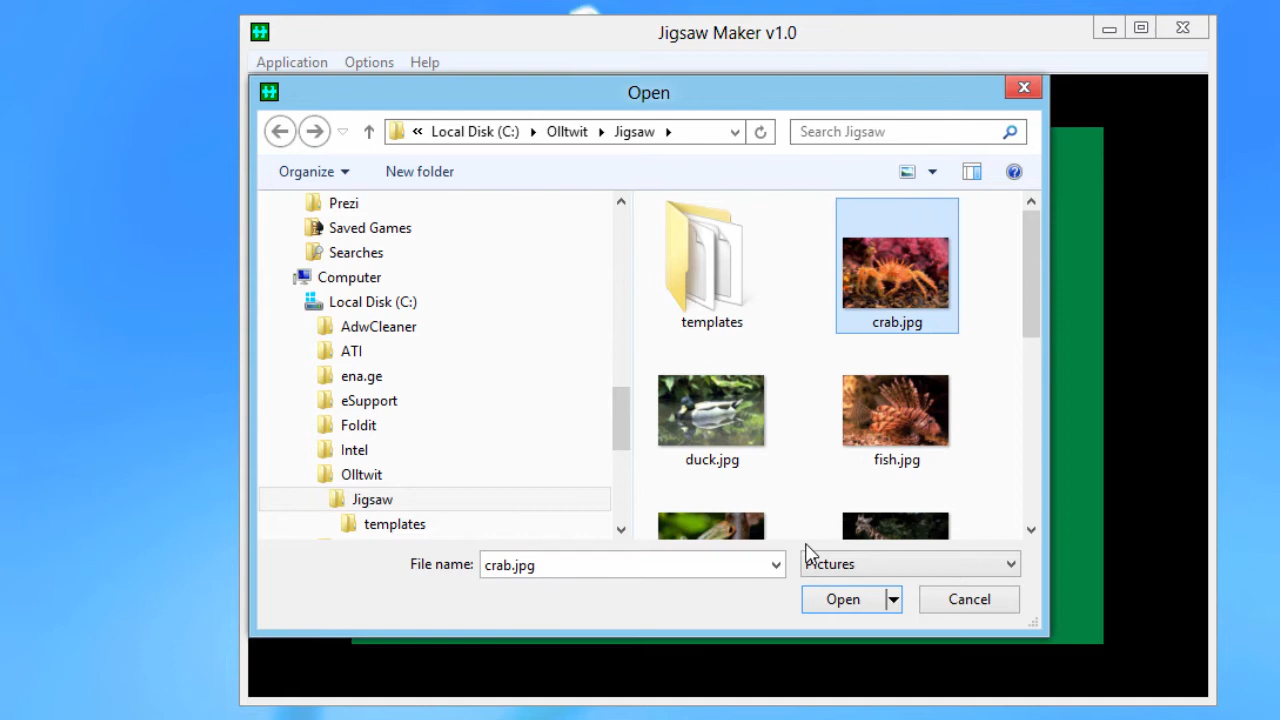 Jigsaw Maker v1.0
Application Options Help
Open
« Local Disk (C:) Olltwit Jigsaw
Search Jigsaw
Organize New folder
Prezi
Saved Games
Searches
Computer
Local Disk (C:)
AdwCleaner
ATI
ena.ge
eSupport
Foldit
Intel
Olltwit
Jigsaw
templates
templates
crab.jpg
duck.jpg
fish.jpg
File name: crab.jpg
Pictures
Open
Cancel